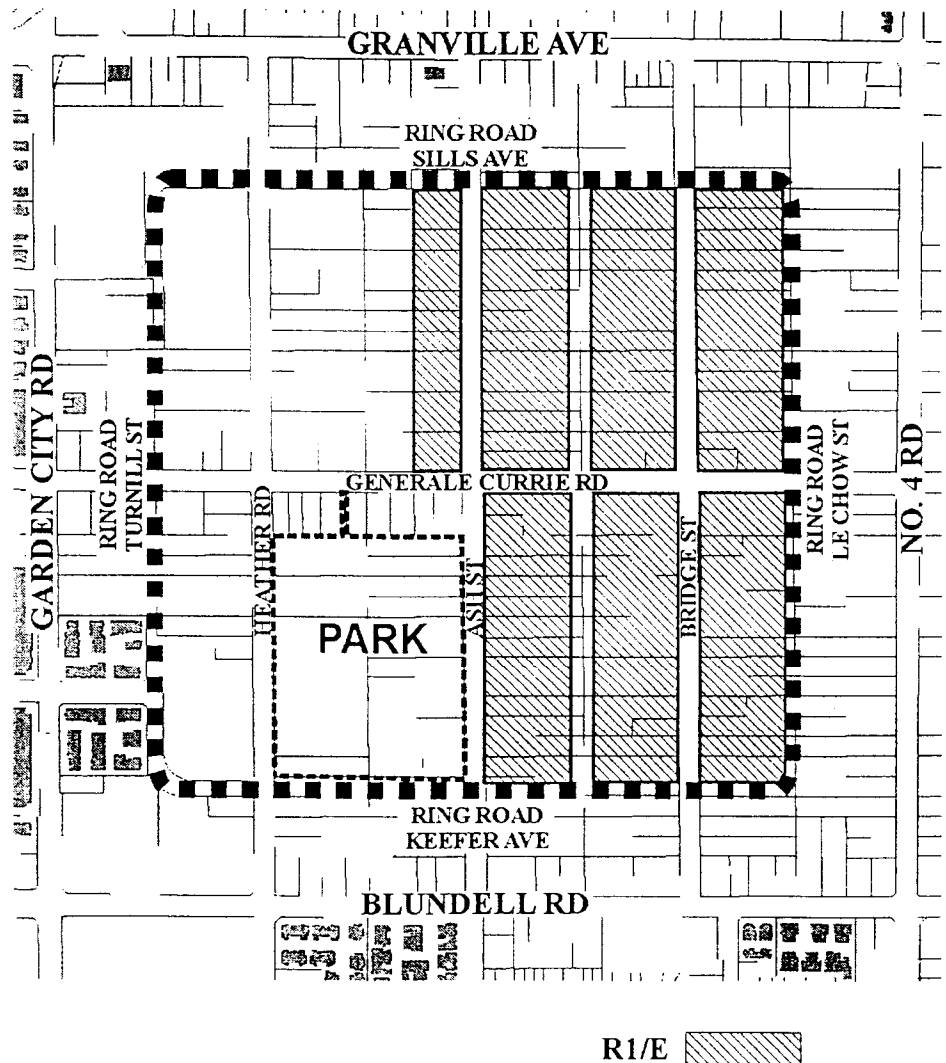 GRANVILLE AVE
RING ROAD
SILLS AVE
GARDEN CITY RD
RING ROAD
TURNILL ST
HEATHER RD
GENERALE CURRIE RD
ASH ST
BRIDGE ST
RING ROAD
LE CHOW ST
NO. 4 RD
PARK
RING ROAD
KEEFER AVE
BLUNDELL RD
R1/E